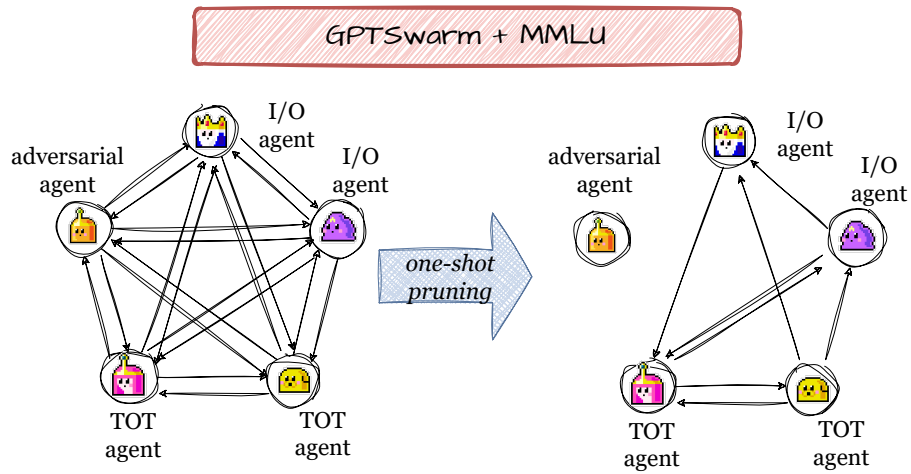 GPTSwarm + MMLU
I/O
agent
adversarial
agent
I/O
agent
TOT
agent
TOT
agent
one-shot
pruning
I/O
agent
adversarial
agent
I/O
agent
TOT
agent
TOT
agent